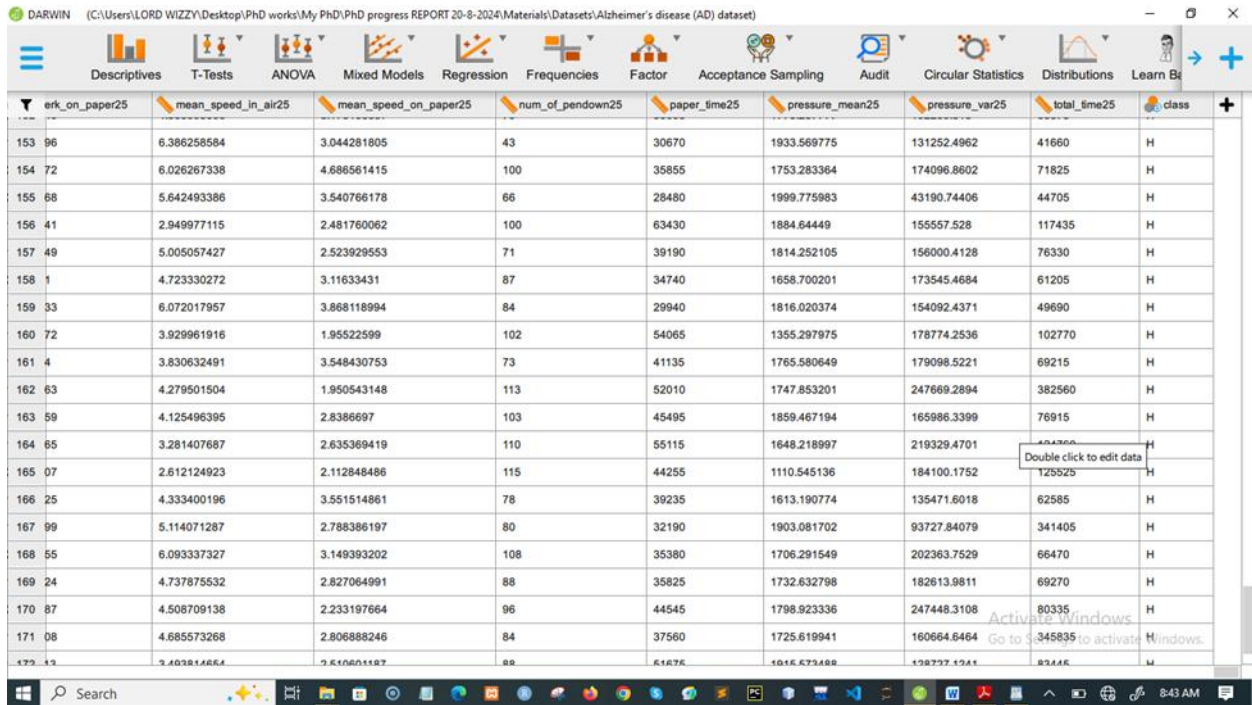 DARWIN (C:\Users\LORD WIZZY\Desktop\PhD works\My PhD\PhD progress REPORT 20-8-2024\Materials\Datasets\Alzheimer's disease (AD) dataset)
Descriptives T-Tests ANOVA Mixed Models Regression Frequencies Factor Acceptance Sampling Audit Circular Statistics Distributions Learn Ba
erk_on_paper25 mean_speed_in_air25 mean_speed_on_paper25 num_of_pendown25 paper_time25 pressure_mean25 pressure_var25 total_time25 class
153 96 6.386258584 3.044281805 43 30670 1933.569775 131252.4962 41660 H
154 72 6.026267338 4.686561415 100 35855 1753.283364 174096.8602 71825 H
155 68 5.642493386 3.540766178 66 28480 1999.775983 43190.74406 44705 H
156 41 2.949977115 2.481760062 100 63430 1884.64449 155557.528 117435 H
157 49 5.005057427 2.523929553 71 39190 1814.252105 156000.4128 76330 H
158 1 4.723330272 3.11633431 87 34740 1658.700201 173545.4684 61205 H
159 33 6.072017957 3.868118994 84 29940 1816.020374 154092.4371 49690 H
160 72 3.929961916 1.95522599 102 54065 1355.297975 178774.2536 102770 H
161 4 3.830632491 3.548430753 73 41135 1765.580649 179098.5221 69215 H
162 63 4.279501504 1.950543148 113 52010 1747.853201 247669.2894 382560 H
163 59 4.125496395 2.8386697 103 45495 1859.467194 165986.3399 76915 H
164 65 3.281407687 2.635369419 110 55115 1648.218997 219329.4701 H
Double click to edit data
165 07 2.612124923 2.112848486 115 44255 1110.545136 184100.1752 125525 H
166 25 4.333400196 3.551514861 78 39235 1613.190774 135471.6018 62585 H
167 99 5.114071287 2.788386197 80 32190 1903.081702 93727.84079 341405 H
168 55 6.093337327 3.149393202 108 35380 1706.291549 202363.7529 66470 H
169 24 4.737875532 2.827064991 88 35825 1732.632798 182613.9811 69270 H
170 87 4.508709138 2.233197664 96 44545 1798.923336 247448.3108 80335 H
Activate Windows
171 08 4.685573268 2.806888246 84 37560 1725.619941 160664.6464 345835 H
Go to Settings to activate Windows.
172 13 3.493814654 2.510601187 88 51675 1915.573488 128727.1241 83445 H
Search 8:43 AM